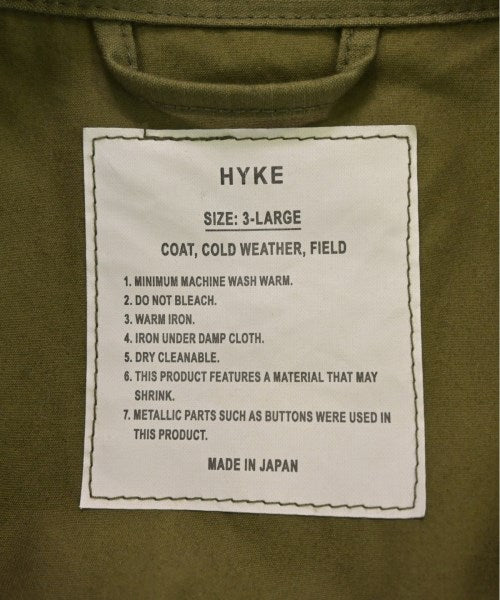 HYKE
SIZE: 3-LARGE
COAT, COLD WEATHER, FIELD
1. MINIMUM MACHINE WASH WARM.
2. DO NOT BLEACH.
3. WARM IRON.
4. IRON UNDER DAMP CLOTH.
5. DRY CLEANABLE.
6. THIS PRODUCT FEATURES A MATERIAL THAT MAY
SHRINK.
7. METALLIC PARTS SUCH AS BUTTONS WERE USED IN
THIS PRODUCT.
MADE IN JAPAN